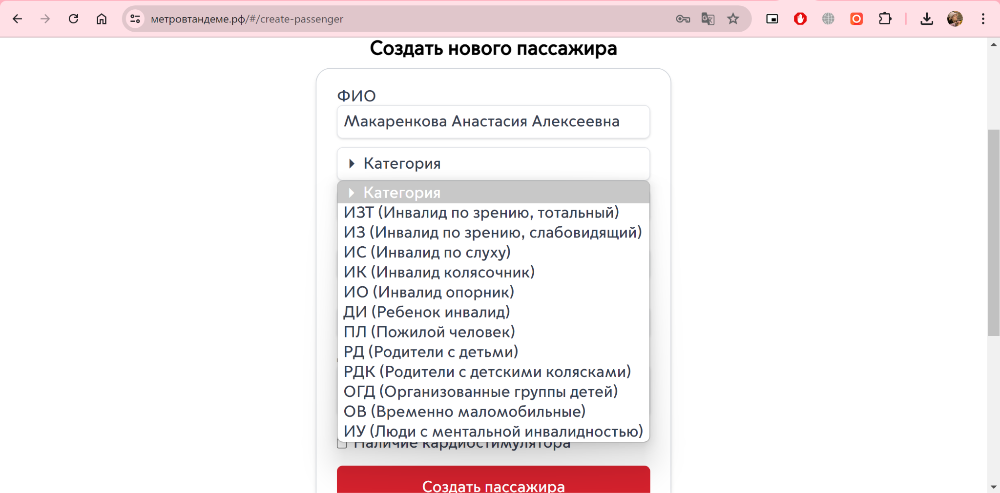 метровтандеме.рф/#/create-passenger
Создать нового пассажира
ФИО
Макаренкова Анастасия Алексеевна
Категория
Категория
ИЗТ (Инвалид по зрению, тотальный)
ИЗ (Инвалид по зрению, слабовидящий)
ИС (Инвалид по слуху)
ИК (Инвалид колясочник)
ИО (Инвалид опорник)
ДИ (Ребенок инвалид)
ПЛ (Пожилой человек)
РД (Родители с детьми)
РДК (Родители с детскими колясками)
ОГД (Организованные группы детей)
ОВ (Временно маломобильные)
ИУ (Люди с ментальной инвалидностью)
Наличие кардиостимулятора
Создать пассажира